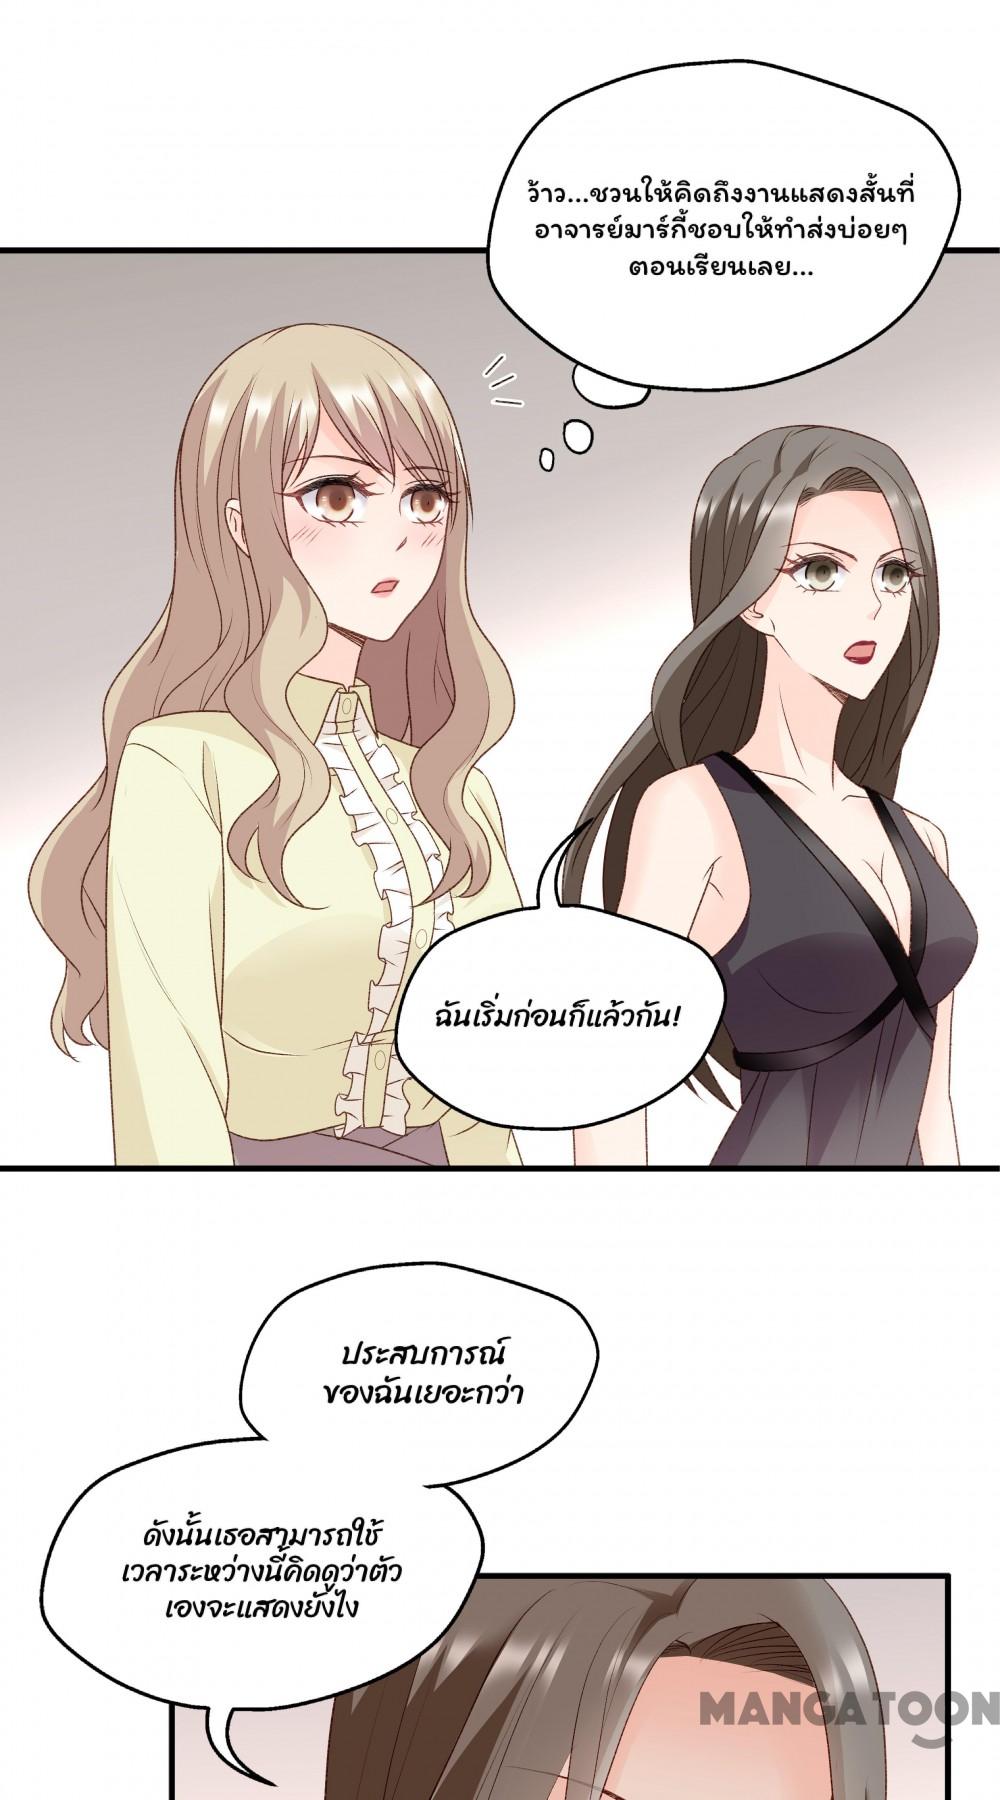 ว้าว...ชวนให้คิดถึงงานแสดงสั้นที่
อาจารย์มาร์กี้ชอบให้ทำส่งบ่อยๆ
ตอนเรียนเลย...
ฉันเริ่มก่อนก็แล้วกัน!
ประสบการณ์
ของฉันเยอะกว่า
ดังนั้นเธอสามารถใช้
เวลาระหว่างนี้คิดดูว่าตัว
เองจะแสดงยังไง
MANGATOON